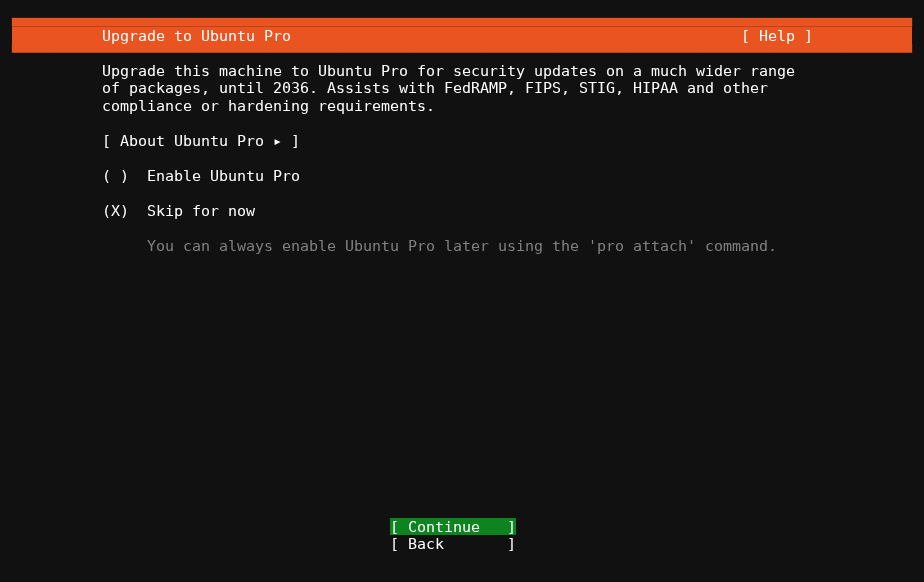 Upgrade to Ubuntu Pro [ Help ]
Upgrade this machine to Ubuntu Pro for security updates on a much wider range
of packages, until 2036. Assists with FedRAMP, FIPS, STIG, HIPAA and other
compliance or hardening requirements.
[ About Ubuntu Pro ▸ ]
( )  Enable Ubuntu Pro
(X)  Skip for now
You can always enable Ubuntu Pro later using the 'pro attach' command.
[ Continue   ]
[ Back       ]